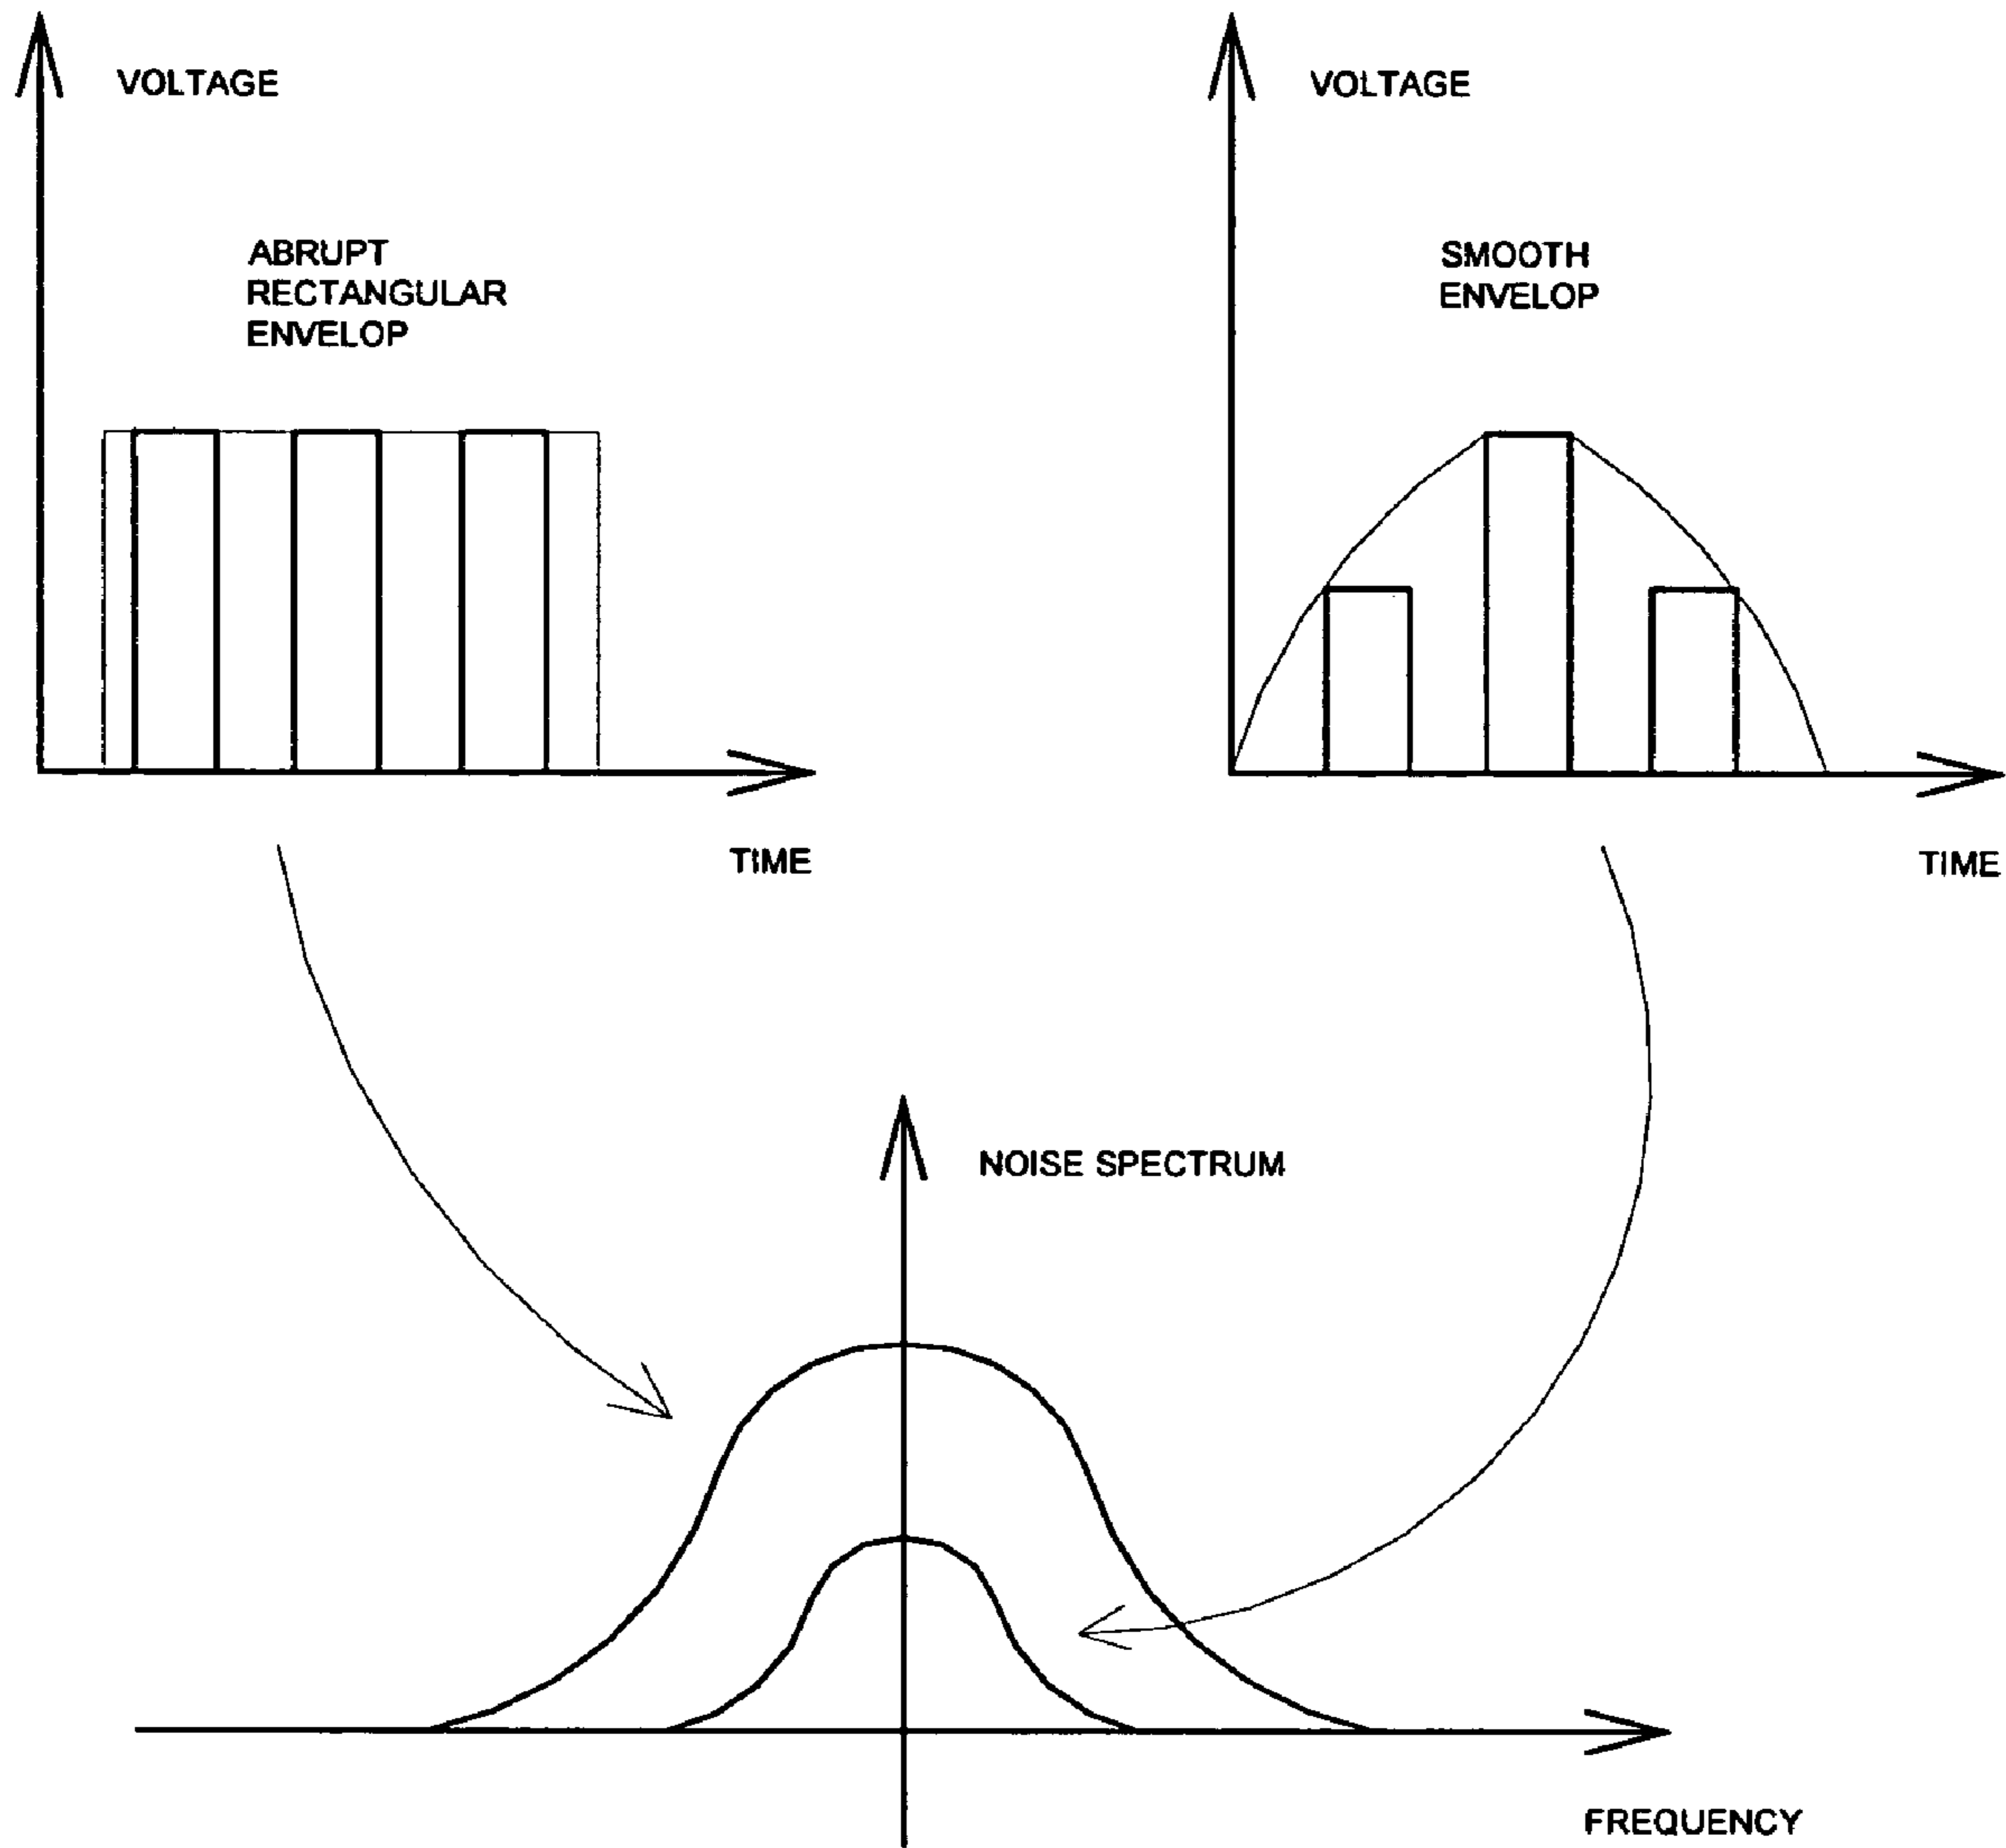 VOLTAGE
ABRUPT
RECTANGULAR
ENVELOP
TIME
VOLTAGE
SMOOTH
ENVELOP
TIME
NOISE SPECTRUM
FREQUENCY